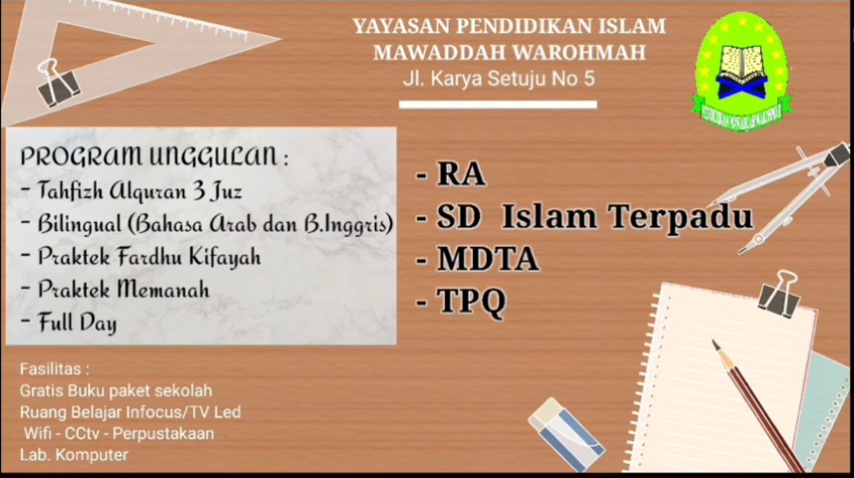 YAYASAN PENDIDIKAN ISLAM
MAWADDAH WAROHMAH
Jl. Karya Setuju No 5
PROGRAM UNGGULAN :
- Tahfizh Alquran 3 Juz
- Bilingual (Bahasa Arab dan B.Inggris)
- Praktek Fardhu Kifayah
- Praktek Memanah
- Full Day
- RA
- SD Islam Terpadu
- MDTA
- TPQ
Fasilitas :
Gratis Buku paket sekolah
Ruang Belajar Infocus/TV Led
Wifi - CCtv - Perpustakaan
Lab. Komputer